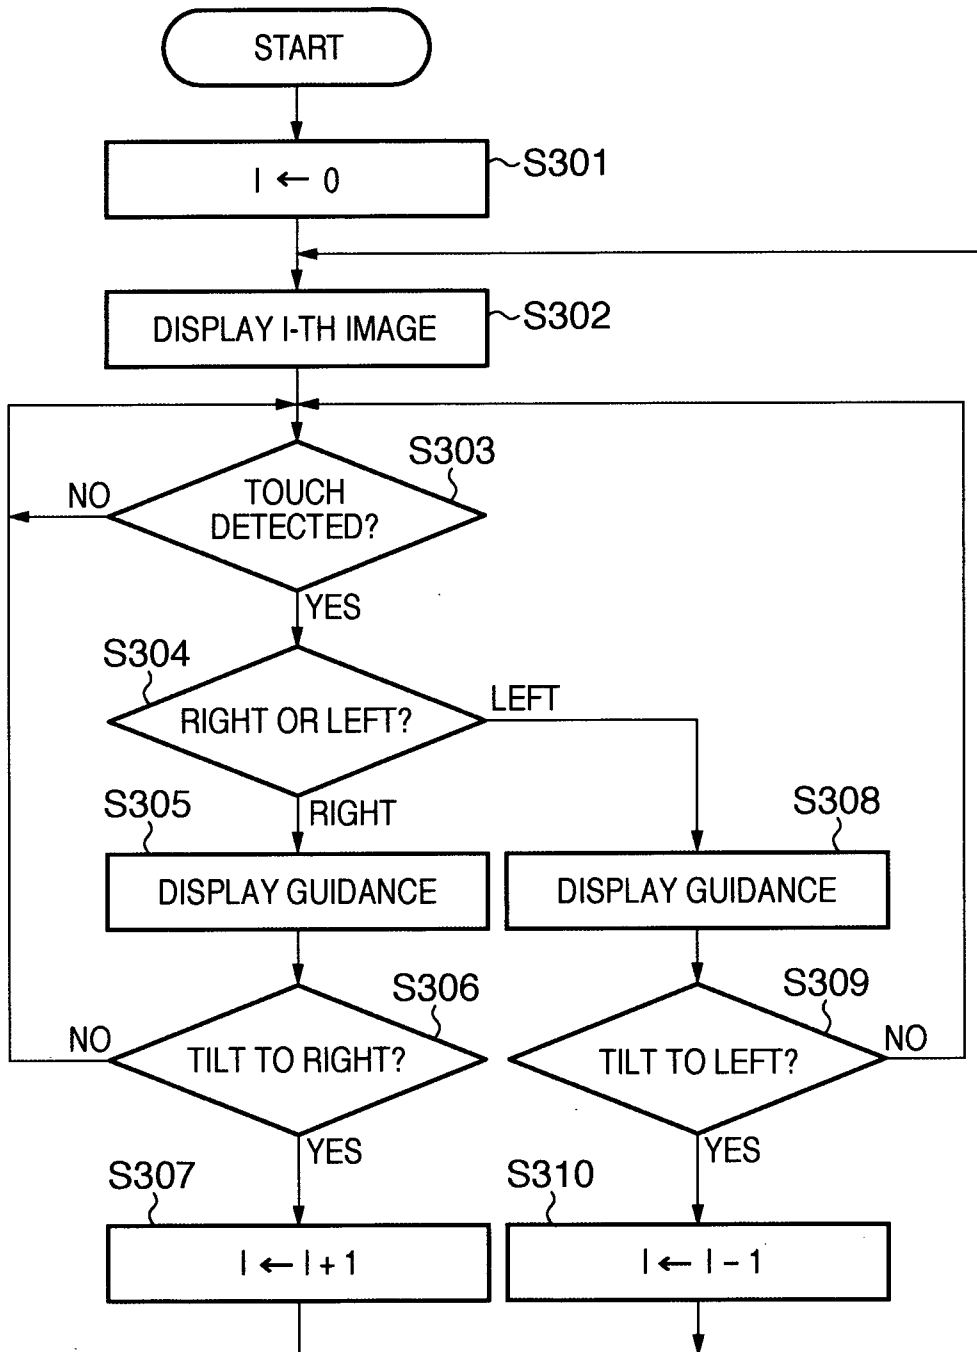 START
I ← 0
S301
DISPLAY I-TH IMAGE
S302
S303
NO
TOUCH
DETECTED?
YES
S304
RIGHT OR LEFT?
LEFT
RIGHT
S305
S308
DISPLAY GUIDANCE
DISPLAY GUIDANCE
S306
S309
NO
TILT TO RIGHT?
TILT TO LEFT?
NO
YES
YES
S307
S310
I ← I + 1
I ← I − 1